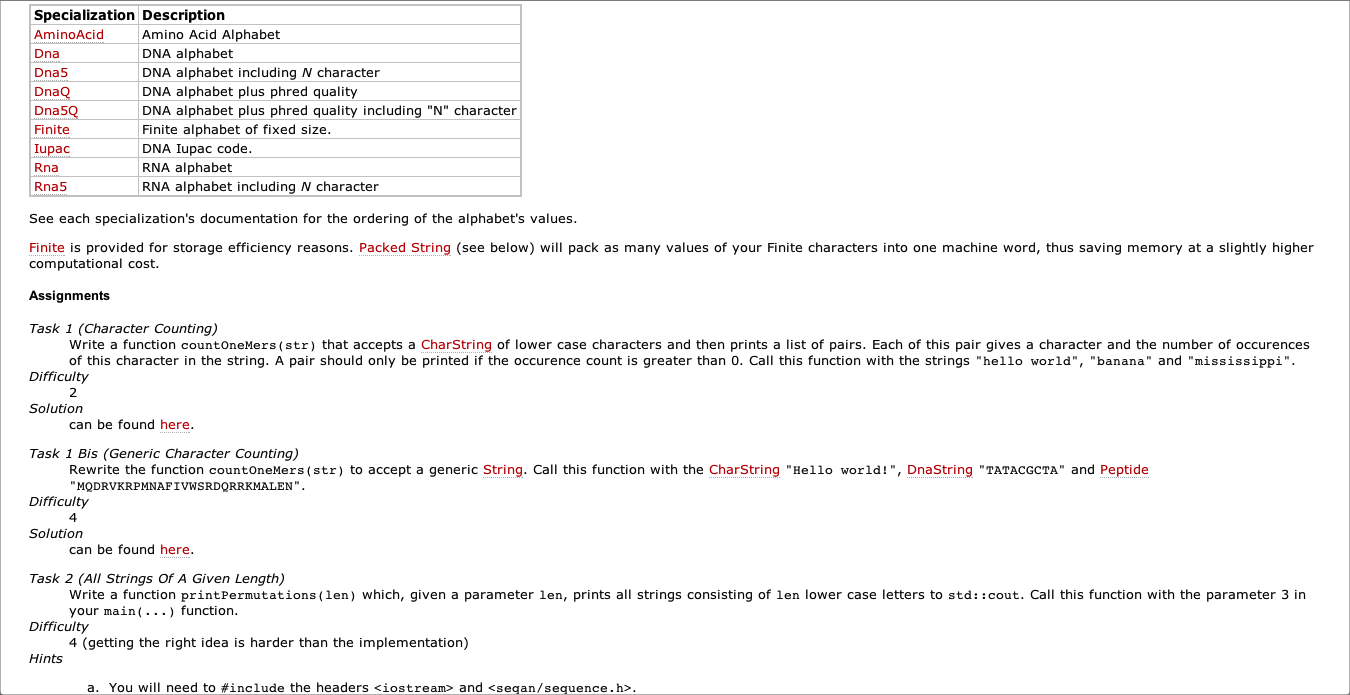 Specialization Description
AminoAcid Amino Acid Alphabet
Dna DNA alphabet
Dna5 DNA alphabet including N character
DnaQ DNA alphabet plus phred quality
Dna5Q DNA alphabet plus phred quality including "N" character
Finite Finite alphabet of fixed size.
Iupac DNA Iupac code.
Rna RNA alphabet
Rna5 RNA alphabet including N character
See each specialization's documentation for the ordering of the alphabet's values.
Finite is provided for storage efficiency reasons. Packed String (see below) will pack as many values of your Finite characters into one machine word, thus saving memory at a slightly higher
computational cost.
Assignments
Task 1 (Character Counting)
Write a function countOneMers(str) that accepts a CharString of lower case characters and then prints a list of pairs. Each of this pair gives a character and the number of occurences
of this character in the string. A pair should only be printed if the occurence count is greater than 0. Call this function with the strings "hello world", "banana" and "mississippi".
Difficulty
2
Solution
can be found here.
Task 1 Bis (Generic Character Counting)
Rewrite the function countOneMers(str) to accept a generic String. Call this function with the CharString "Hello world!", DnaString "TATACGCTA" and Peptide
"MQDRVKRPMNAFIVWSRDQRRKMALEN".
Difficulty
4
Solution
can be found here.
Task 2 (All Strings Of A Given Length)
Write a function printPermutations(len) which, given a parameter len, prints all strings consisting of len lower case letters to std::cout. Call this function with the parameter 3 in
your main(...) function.
Difficulty
4 (getting the right idea is harder than the implementation)
Hints
a. You will need to #include the headers <iostream> and <seqan/sequence.h>.